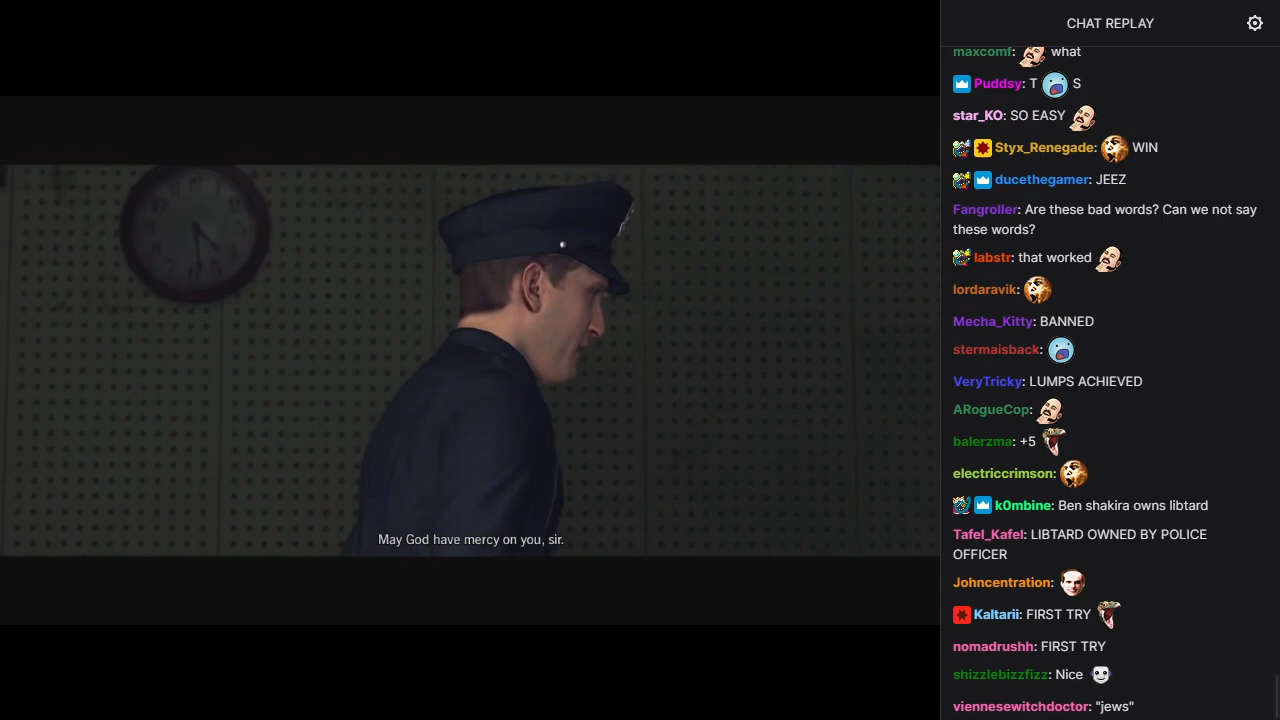 May God have mercy on you, sir.
CHAT REPLAY
maxcomf: what
Puddsy: T S
star_KO: SO EASY
Styx_Renegade: WIN
ducethegamer: JEEZ
Fangroller: Are these bad words? Can we not say
these words?
labstr: that worked
lordaravik:
Mecha_Kitty: BANNED
stermaisback:
VeryTricky: LUMPS ACHIEVED
ARogueCop:
balerzma: +5
electriccrimson:
k0mbine: Ben shakira owns libtard
Tafel_Kafel: LIBTARD OWNED BY POLICE
OFFICER
Johncentration:
Kaltarii: FIRST TRY
nomadrushh: FIRST TRY
shizzlebizzfizz: Nice
viennesewitchdoctor: "jews"